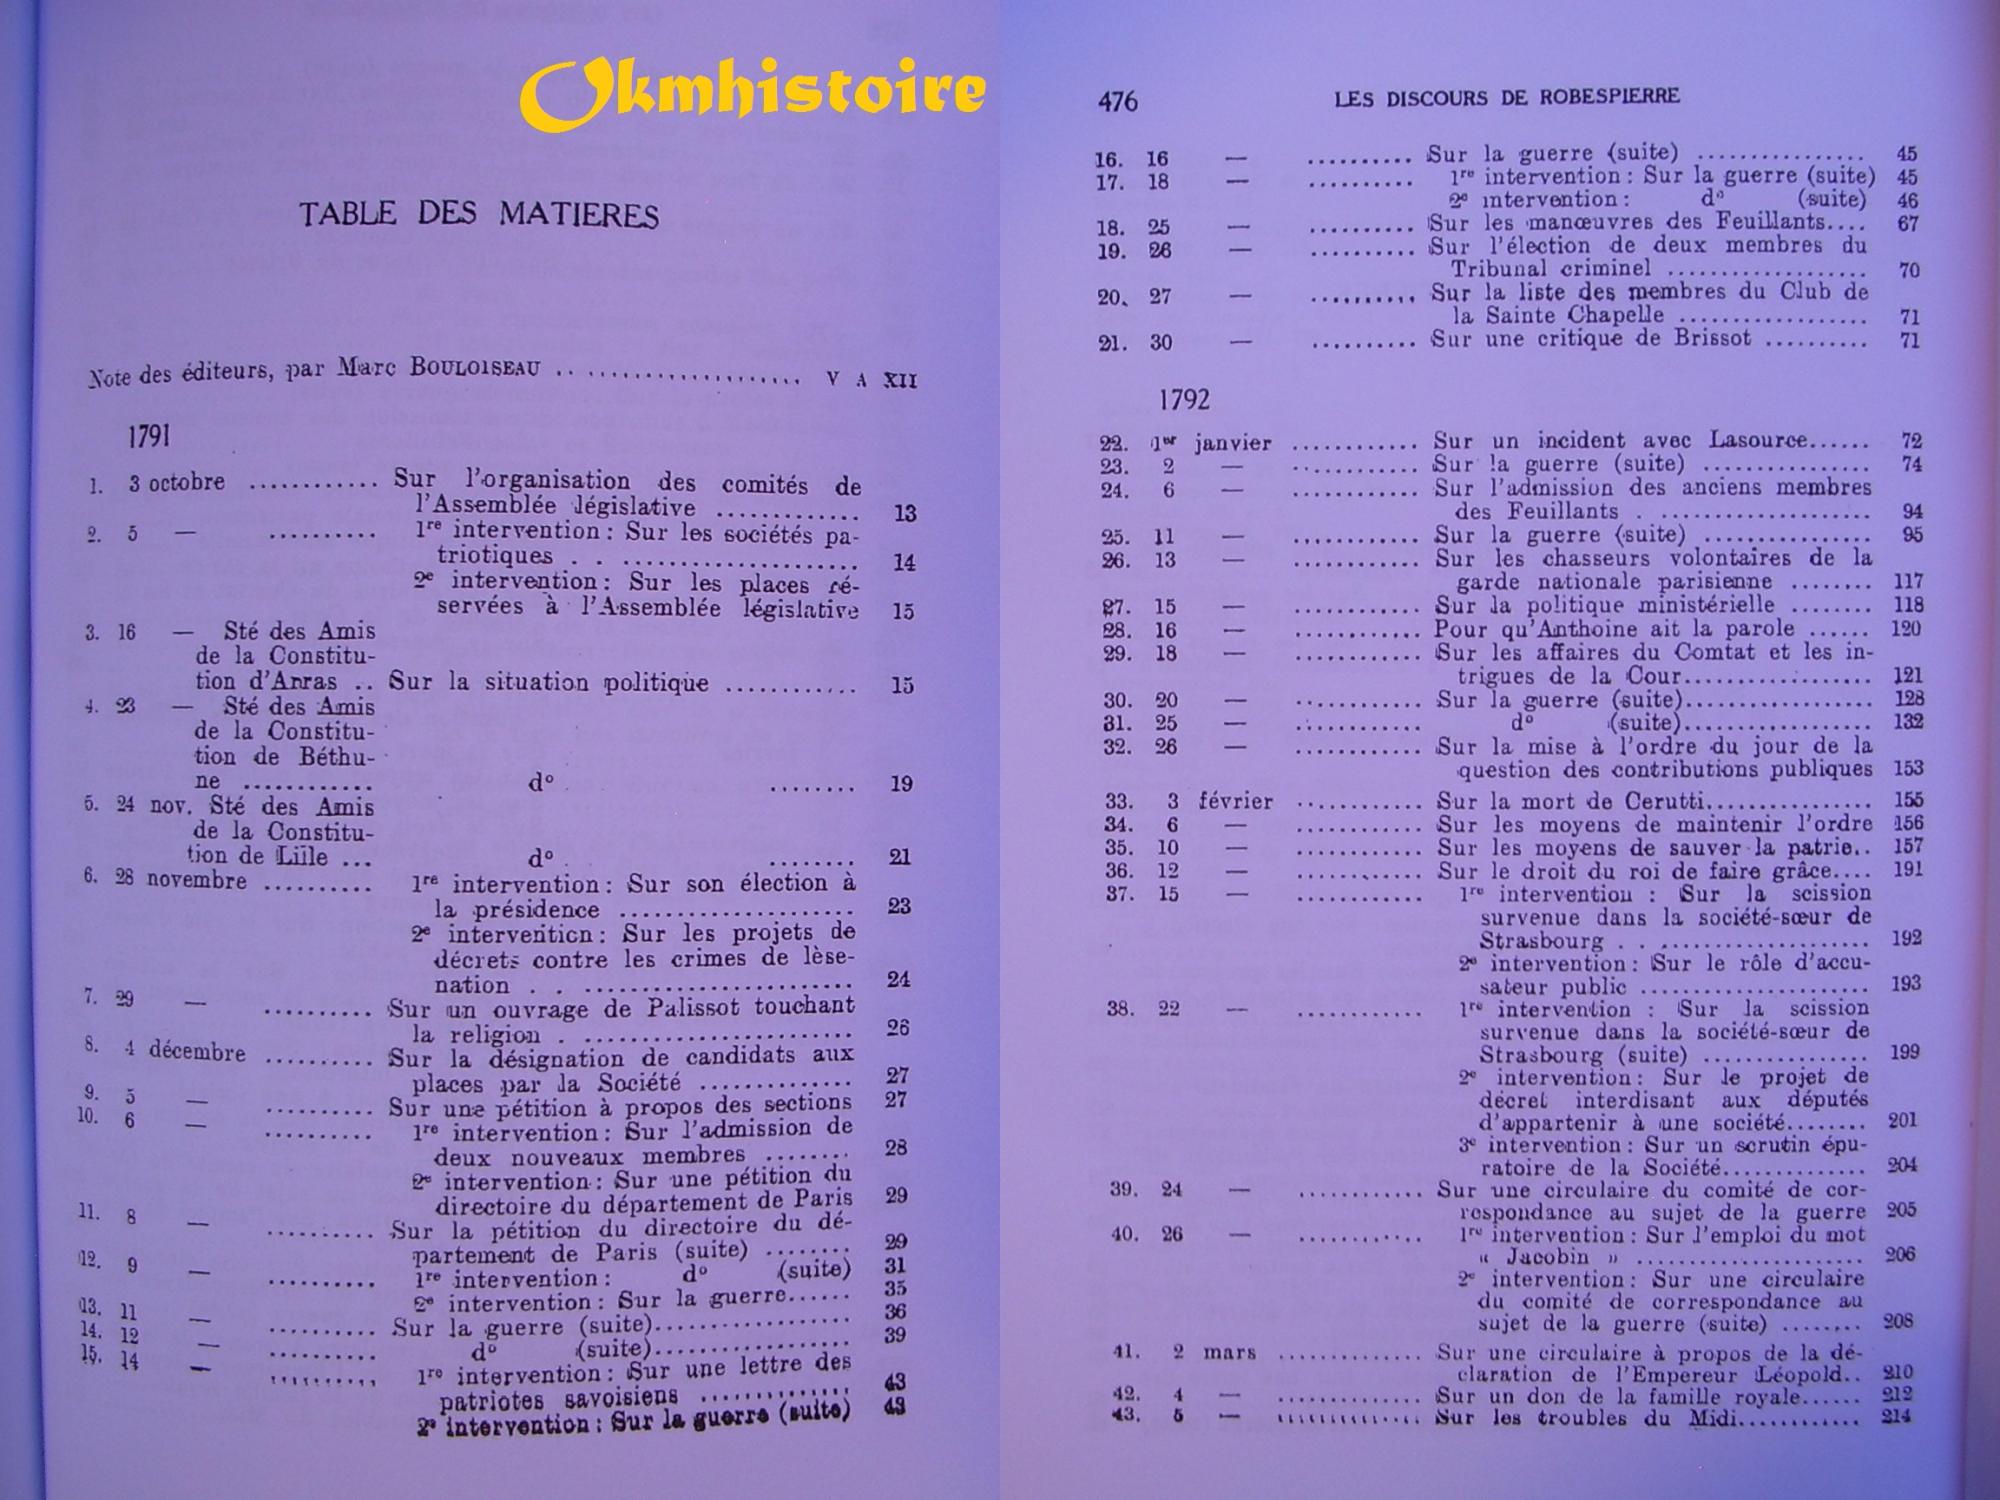 Okmhistoire
TABLE DES MATIERES
Note des éditeurs, par Marc BOULOISEAU .. ................... V A XII
1791
1. 3 octobre ............ Sur l'organisation des comités de
l'Assemblée législative ............. 13
2. 5 — .......... 1re intervention : Sur les sociétés pa-
triotiques . . ...................... 14
2e intervention : Sur les places ré-
servées à l'Assemblée législative 15
3. 16 — Sté des Amis
de la Constitu-
tion d'Arras .. Sur la situation politique ............ 15
4. 23 — Sté des Amis
de la Constitu-
tion de Béthu-
ne ............ d° ........ 19
5. 24 nov. Sté des Amis
de la Constitu-
tion de Lille ... d° ........ 21
6. 28 novembre .......... 1re intervention : Sur son élection à
la présidence ...................... 23
2e intervention : Sur les projets de
décrets contre les crimes de lèse-
nation . . ......................... 24
7. 29 — .......... Sur un ouvrage de Palissot touchant
la religion . ......................... 26
8. 4 décembre .......... Sur la désignation de candidats aux
places par la Société .............. 27
9. 5 — .......... Sur une pétition à propos des sections 27
10. 6 — .......... 1re intervention : Sur l'admission de
deux nouveaux membres ........ 28
2e intervention : Sur une pétition du
directoire du département de Paris 29
11. 8 — .......... Sur la pétition du directoire du dé-
partement de Paris (suite) ........ 29
12. 9 — .......... 1re intervention : d° (suite) 31
2e intervention : Sur la guerre...... 35
13. 11 — .......... Sur la guerre (suite).................. 36
14. 12 — .......... d° (suite).................. 39
15. 14 — .......... 1re intervention : Sur une lettre des
patriotes savoisiens .............. 43
2e intervention : Sur la guerre (suite) 43
476 LES DISCOURS DE ROBESPIERRE
16. 16 — .......... Sur la guerre (suite) ................ 45
17. 18 — .......... 1re intervention : Sur la guerre (suite) 45
2e intervention : d° (suite) 46
18. 25 — .......... Sur les manœuvres des Feuillants.... 67
19. 26 — .......... Sur l'élection de deux membres du
Tribunal criminel ................... 70
20. 27 — .......... Sur la liste des membres du Club de
la Sainte Chapelle .................. 71
21. 30 — .......... Sur une critique de Brissot .......... 71
1792
22. 1er janvier ............ Sur un incident avec Lasource...... 72
23. 2 — ............ Sur la guerre (suite) ................ 74
24. 6 — ............ Sur l'admission des anciens membres
des Feuillants . .................... 94
25. 11 — ............ Sur la guerre (suite) ................ 95
26. 13 — ............ Sur les chasseurs volontaires de la
garde nationale parisienne ........ 117
27. 15 — ............ Sur la politique ministérielle ........ 118
28. 16 — ............ Pour qu'Anthoine ait la parole ...... 120
29. 18 — ............ Sur les affaires du Comtat et les in-
trigues de la Cour.................. 121
30. 20 — ............ Sur la guerre (suite).................. 128
31. 25 — ............ d° (suite).................. 132
32. 26 — ............ Sur la mise à l'ordre du jour de la
question des contributions publiques 153
33. 3 février ............ Sur la mort de Cerutti................ 155
34. 6 — ............ Sur les moyens de maintenir l'ordre 156
35. 10 — ............ Sur les moyens de sauver la patrie.. 157
36. 12 — ............ Sur le droit du roi de faire grâce.... 191
37. 15 — ............ 1re intervention : Sur la scission
survenue dans la société-sœur de
Strasbourg . . .................... 192
2e intervention : Sur le rôle d'accu-
sateur public ...................... 193
38. 22 — ............ 1re intervention : Sur la scission
survenue dans la société-sœur de
Strasbourg (suite) ................ 199
2e intervention : Sur le projet de
décret interdisant aux députés
d'appartenir à une société........ 201
3e intervention : Sur un scrutin épu-
ratoire de la Société.............. 204
39. 24 — ............ Sur une circulaire du comité de cor-
respondance au sujet de la guerre 205
40. 26 — ............ 1re intervention : Sur l'emploi du mot
« Jacobin » ...................... 206
2e intervention : Sur une circulaire
du comité de correspondance au
sujet de la guerre (suite) ........ 208
41. 2 mars .............. Sur une circulaire à propos de la dé-
claration de l'Empereur Léopold.. 210
42. 4 — .............. Sur un don de la famille royale...... 212
43. 5 — .............. Sur les troubles du Midi............ 214